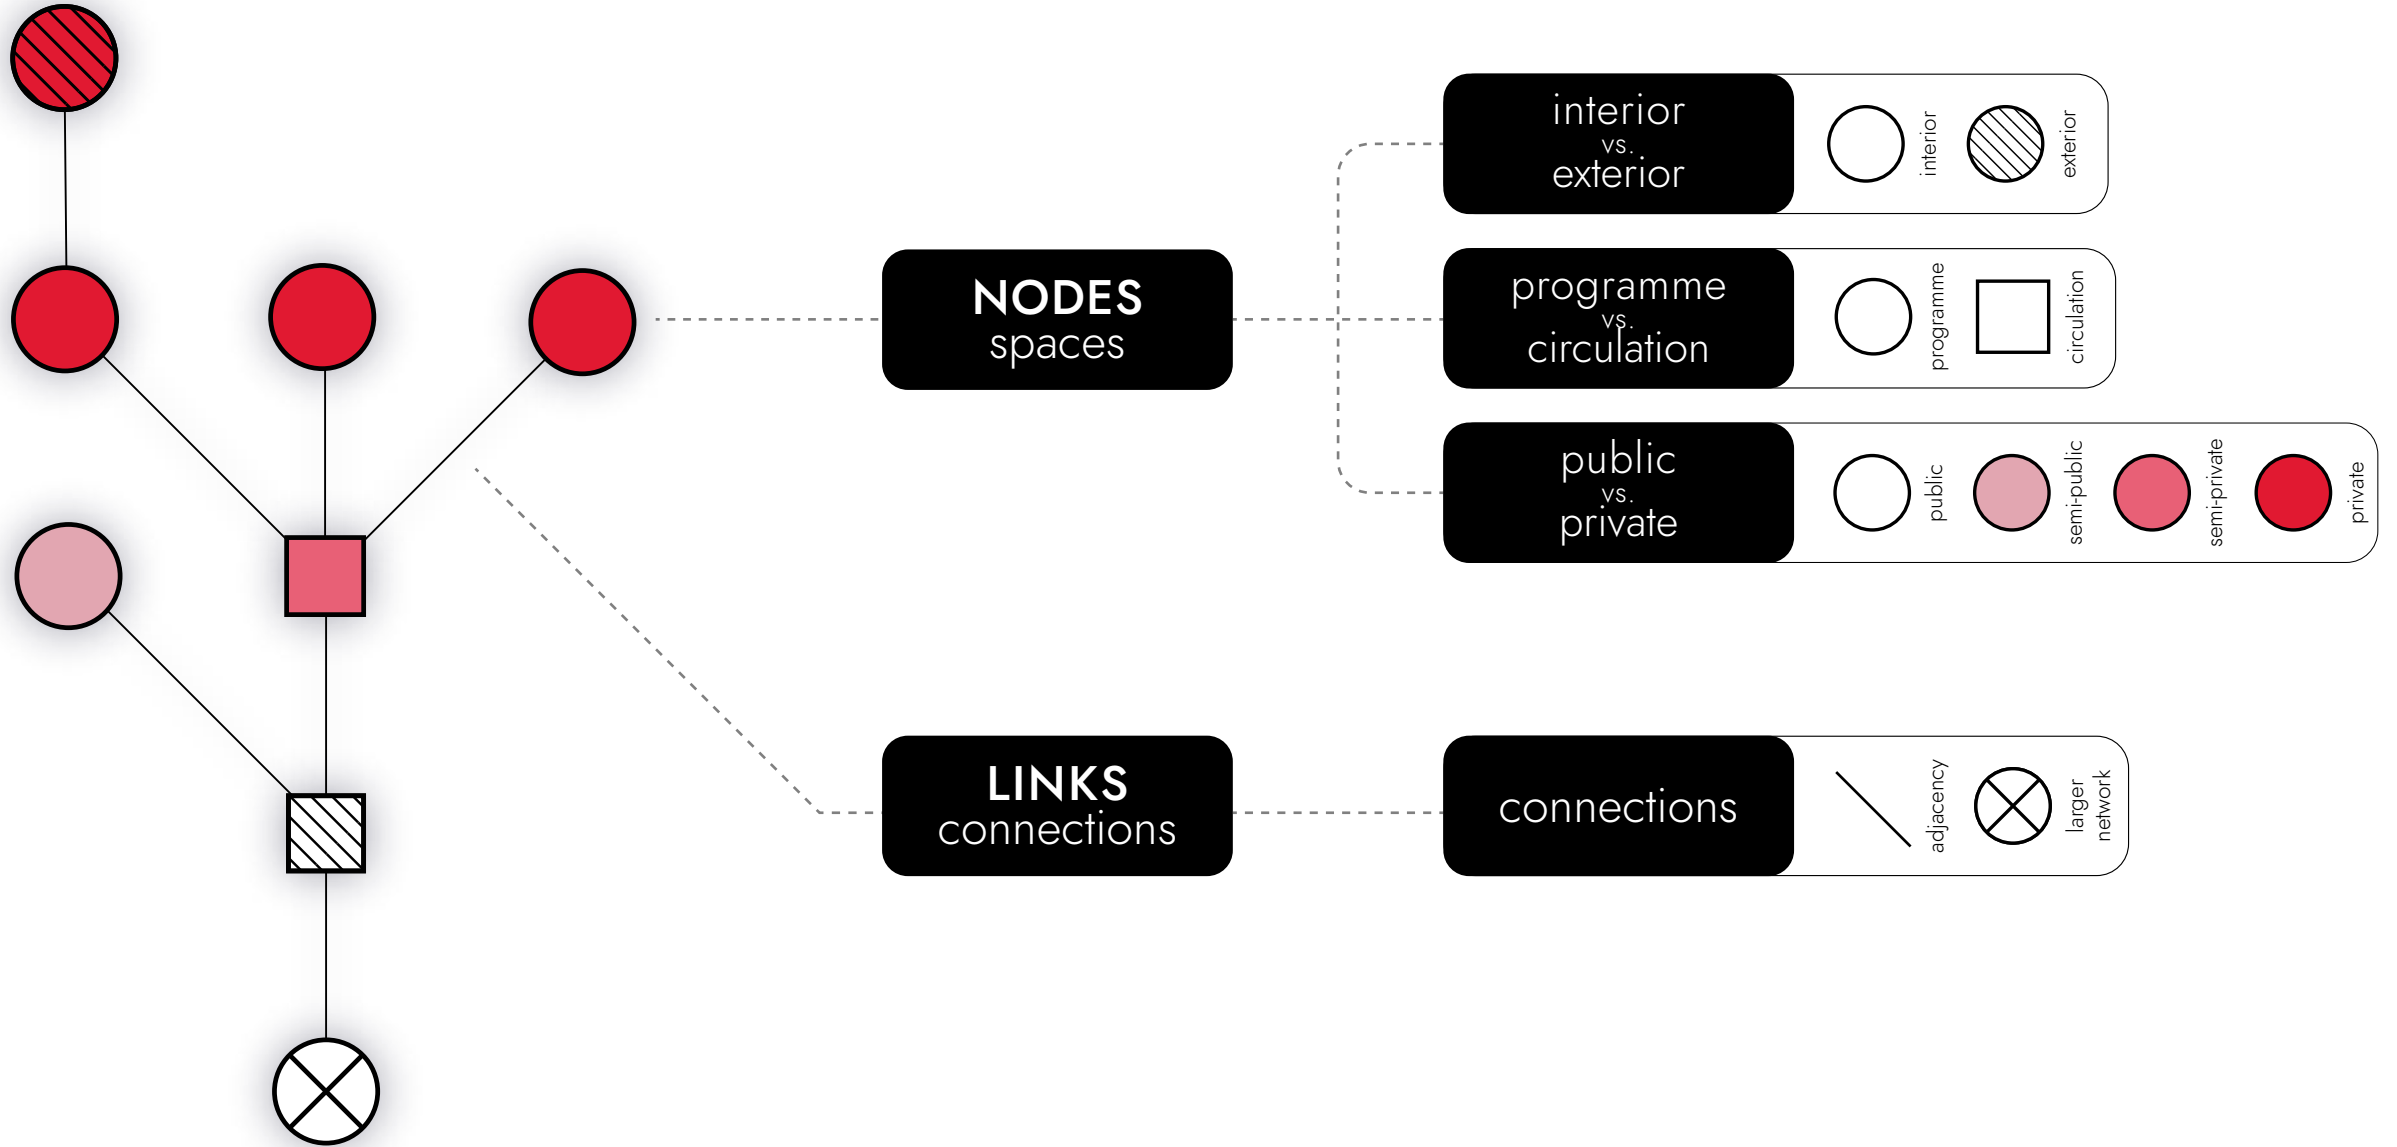 NODES
spaces
interior
vs.
exterior
interior
exterior
programme
vs.
circulation
programme
circulation
public
vs.
private
public
semi-public
semi-private
private
LINKS
connections
connections
adjacency
larger
network